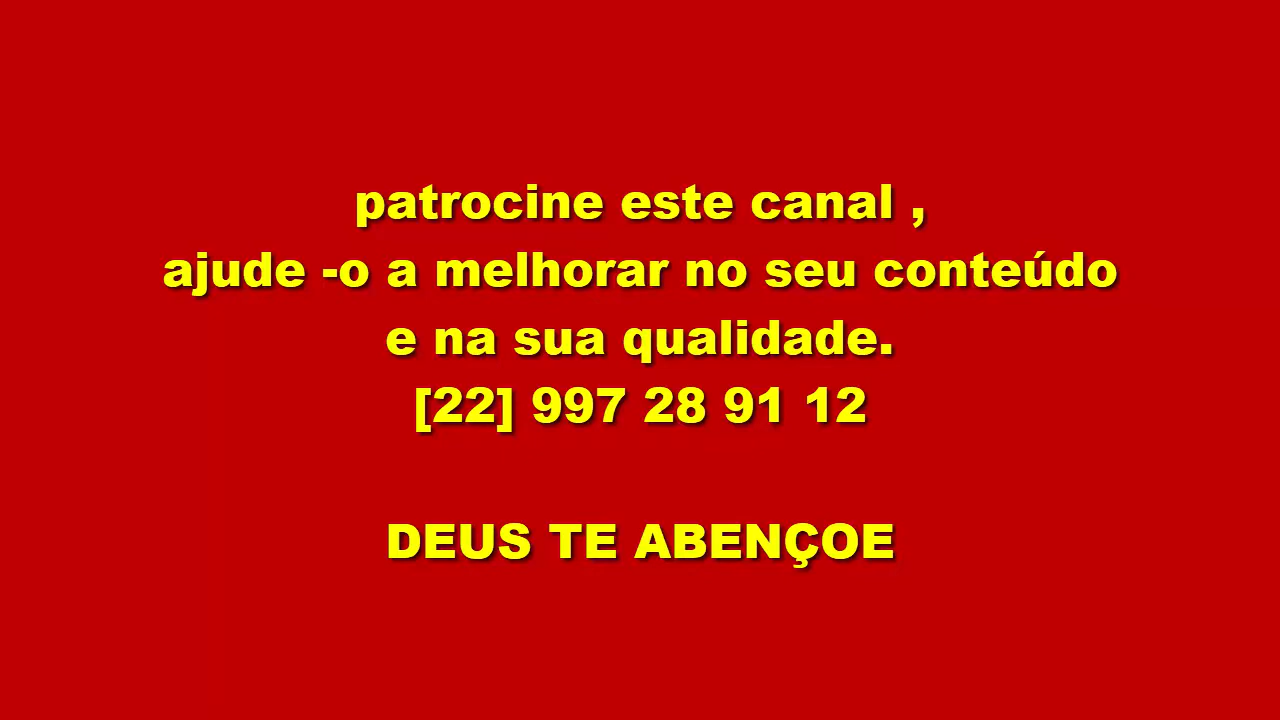 patrocine este canal ,
ajude -o a melhorar no seu conteúdo
e na sua qualidade.
[22] 997 28 91 12
DEUS TE ABENÇOE